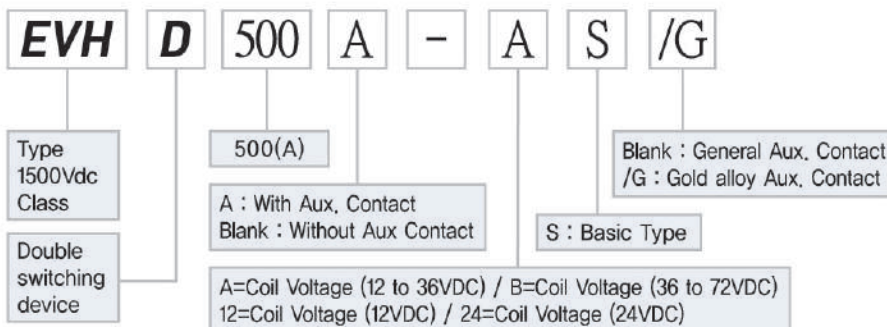 EVH D 500 A - A S /G
Type
1500Vdc
Class
500(A)
Blank : General Aux. Contact
/G : Gold alloy Aux. Contact
A : With Aux. Contact
Blank : Without Aux Contact
S : Basic Type
Double
switching
device
A=Coil Voltage (12 to 36VDC) / B=Coil Voltage (36 to 72VDC)
12=Coil Voltage (12VDC) / 24=Coil Voltage (24VDC)